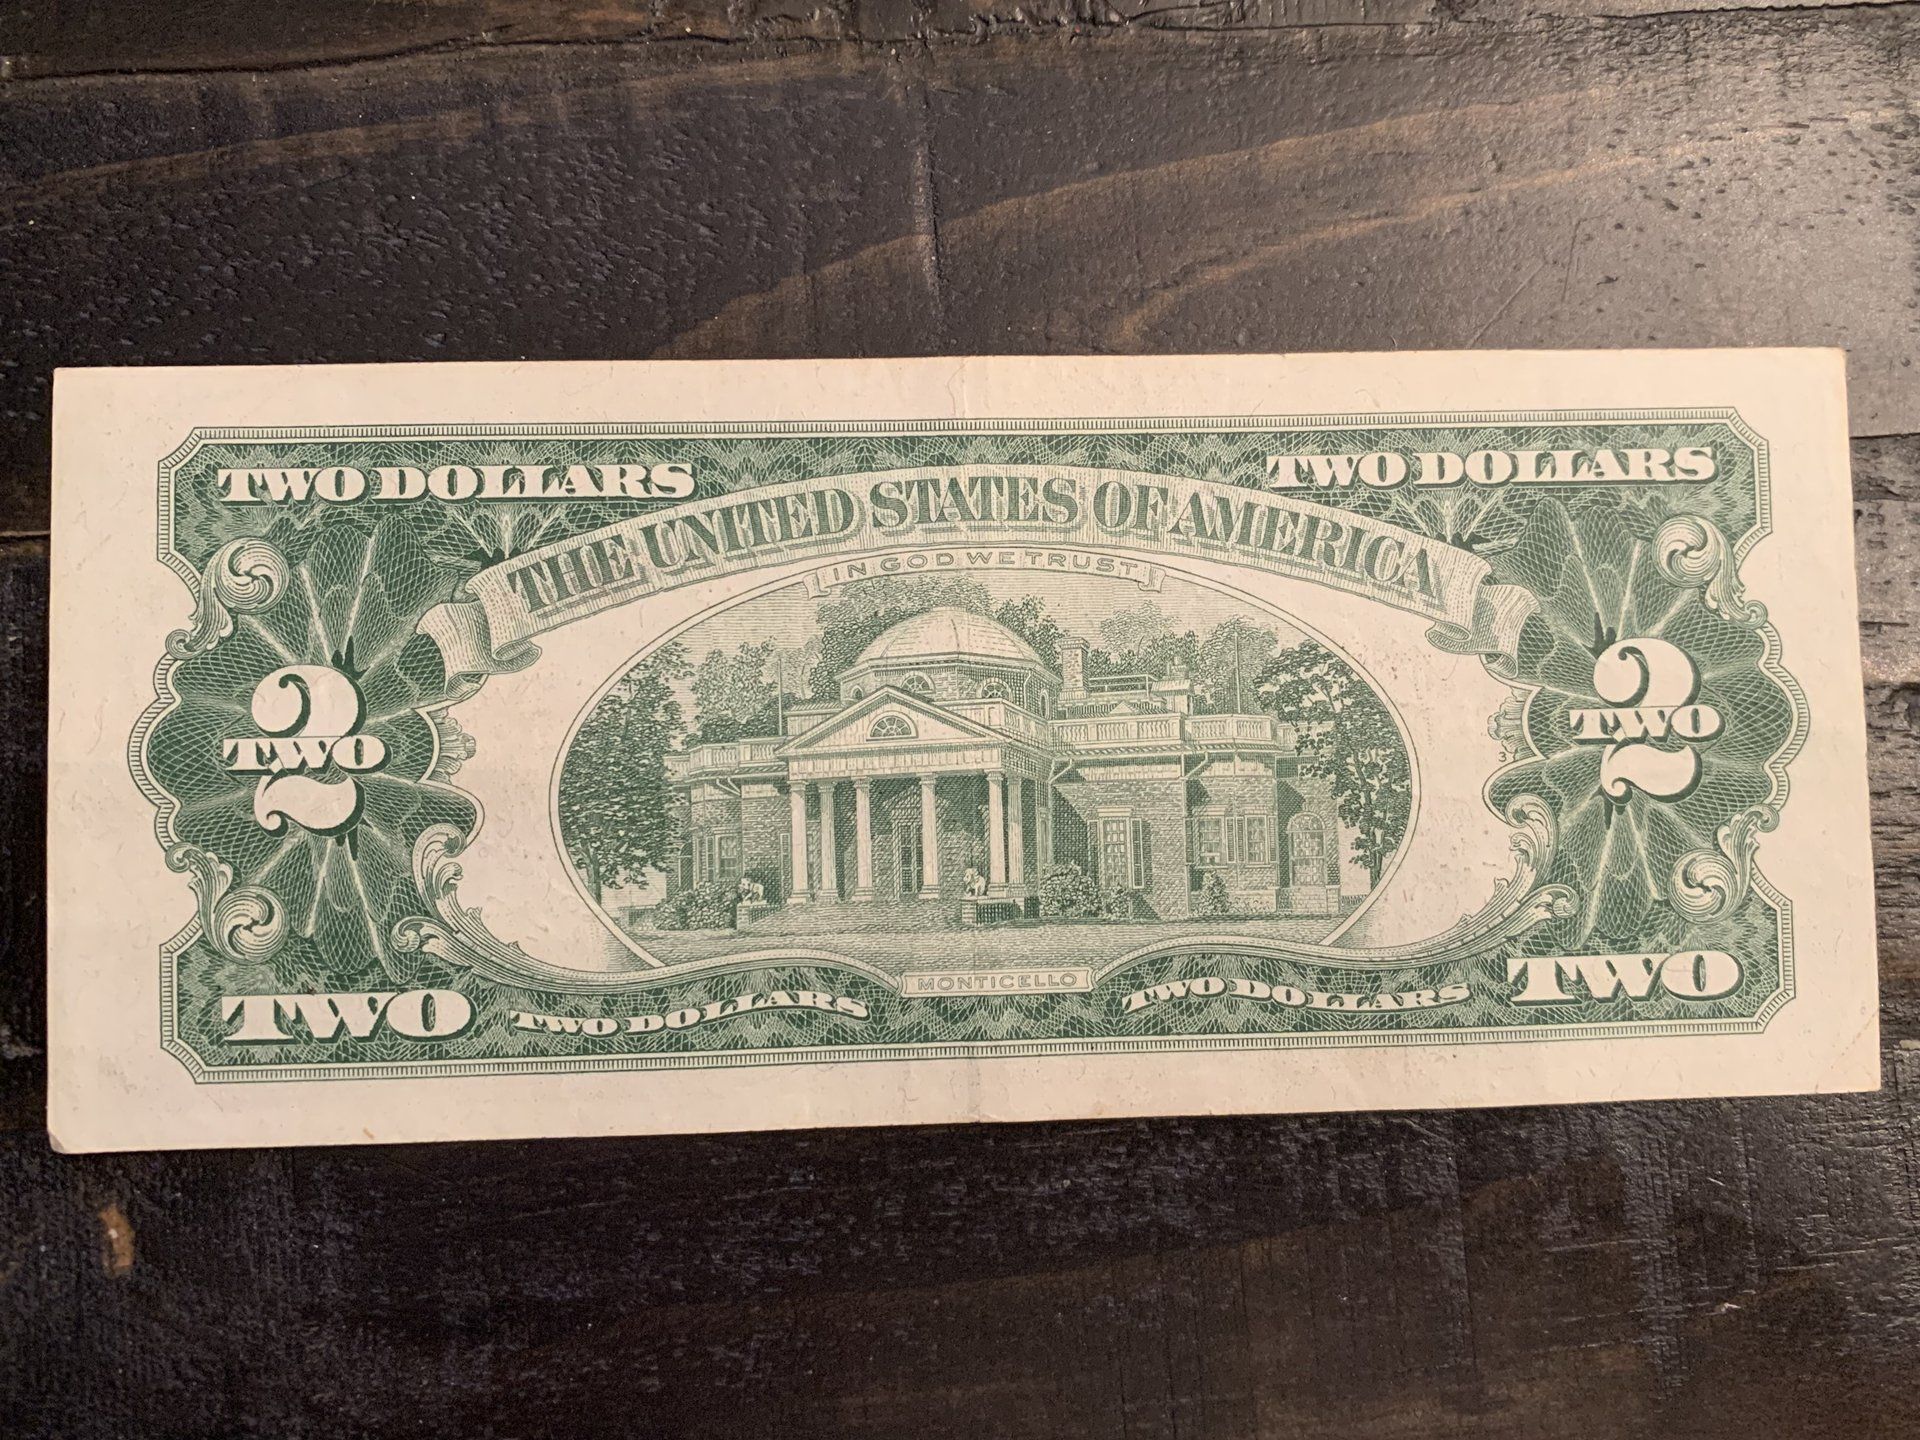 TWO DOLLARS TWO DOLLARS
THE UNITED STATES OF AMERICA
IN GOD WE TRUST
2 TWO 2 TWO
MONTICELLO
TWO TWO DOLLARS TWO DOLLARS TWO